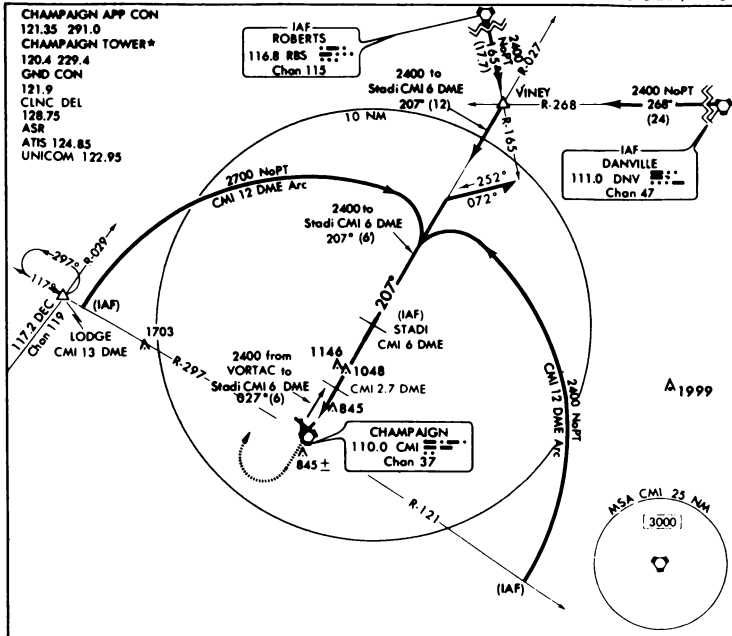 CHAMPAIGN APP CON
121.35 291.0
CHAMPAIGN TOWER*
120.4 229.4
GND CON
121.9
CLNC DEL
128.75
ASR
ATIS 124.85
UNICOM 122.95
IAF
ROBERTS
116.8 RBS
Chan 115
2400
NoPT
165°
(17.7)
R-027
2400 to
Stadi CMI 6 DME
207° (12)
VINEY
R-268
2400 NoPT
268°
(24)
R-165
IAF
DANVILLE
111.0 DNV
Chan 47
10 NM
2700 NoPT
CMI 12 DME Arc
252°
072°
2400 to
Stadi CMI 6 DME
207° (6)
297°
117°
R-029
117.2 DEC
Chan 119
(IAF)
LODGE
CMI 13 DME
1703
R-297
207°
(IAF)
STADI
CMI 6 DME
2400 from
VORTAC to
Stadi CMI 6 DME
027° (6)
1146
1048
CMI 2.7 DME
845
2400 NoPT
CMI 12 DME Arc
1999
CHAMPAIGN
110.0 CMI
Chan 37
845 ±
R-121
(IAF)
MSA CMI 25 NM
3000